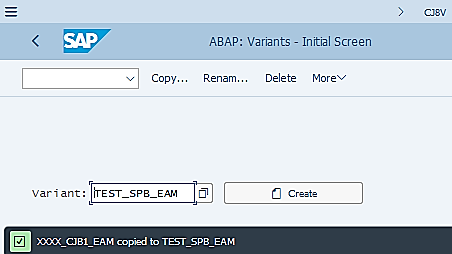 CJ8V
SAP
ABAP: Variants - Initial Screen
Copy... Renam... Delete More
Variant: TEST_SPB_EAM Create
XXXX_CJB1_EAM copied to TEST_SPB_EAM